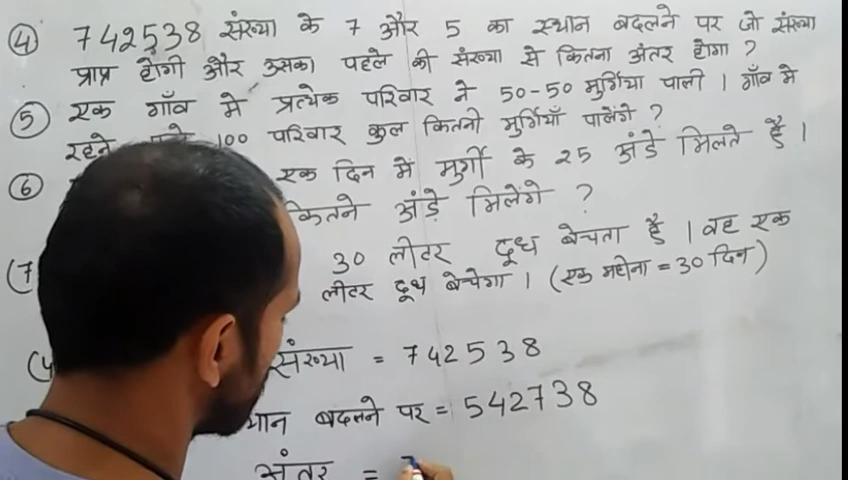 ④ 742538 संख्या के 7 और 5 का स्थान बदलने पर जो संख्या
प्राप्त होगी और उसका पहले की संख्या से कितना अंतर होगा ?
⑤ एक गाँव मे प्रत्येक परिवार ने 50-50 मुर्गिया पाली । गाँव मे
रहने 100 परिवार कुल कितनी मुर्गियाँ पालेंगे ?
⑥ एक दिन में मुर्गी के 25 अंडे मिलते है ।
कितने अंड़े मिलेंगे ?
(7 30 लीटर दूध बेचता है । वह एक
लीटर दूध बेचेगा । (एक महीना = 30 दिन)
संख्या = 742538
बदलने पर = 542738
अंतर =